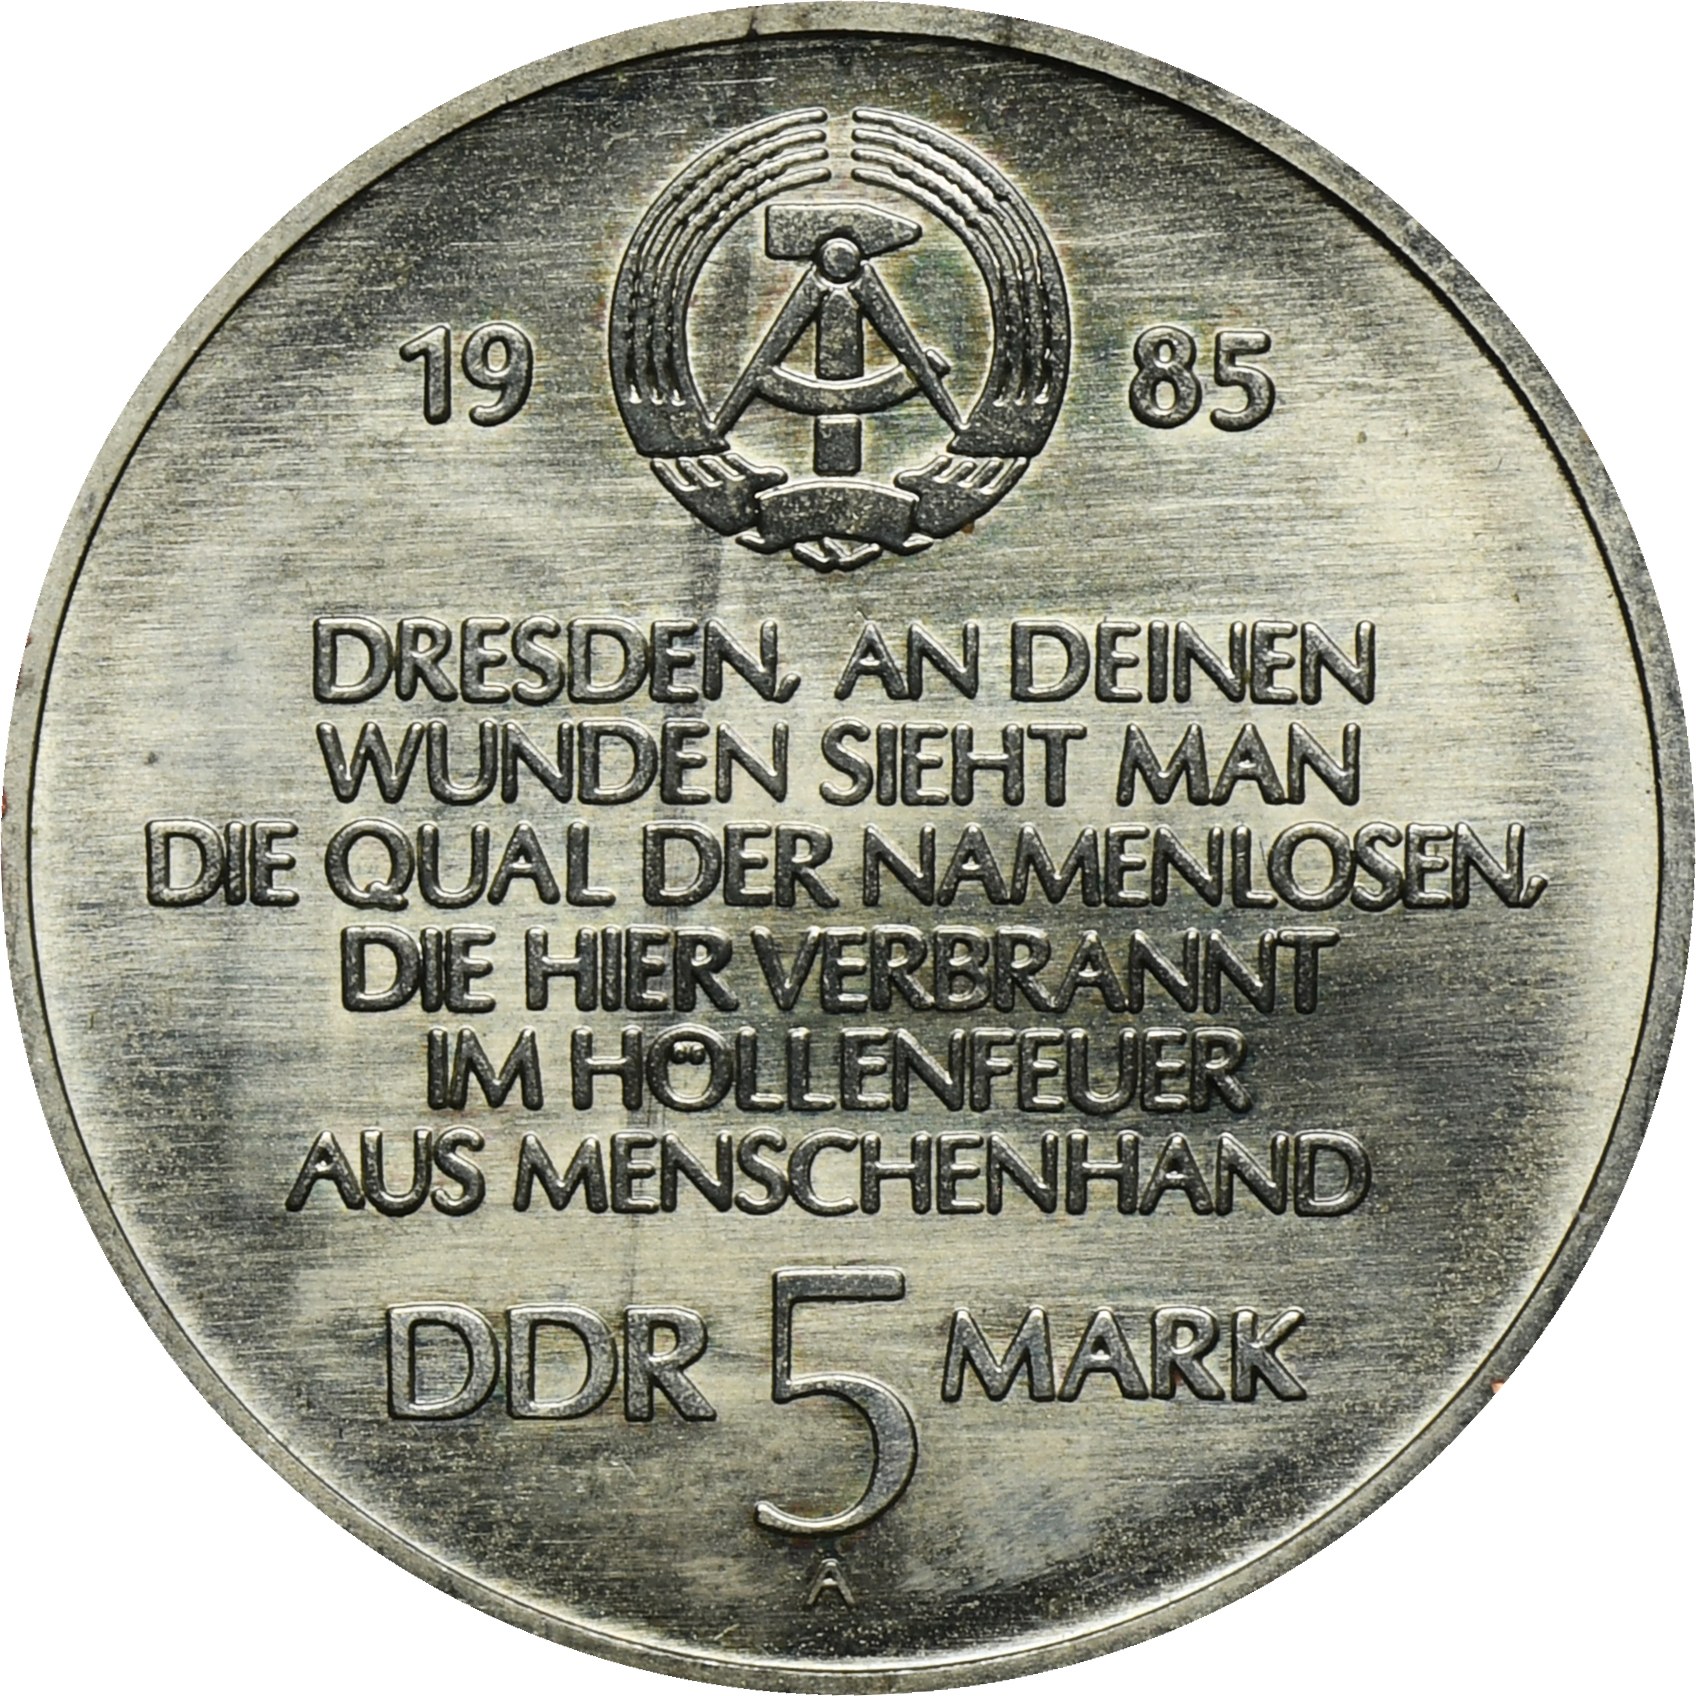 19 85
DRESDEN, AN DEINEN
WUNDEN SIEHT MAN
DIE QUAL DER NAMENLOSEN,
DIE HIER VERBRANNT
IM HÖLLENFEUER
AUS MENSCHENHAND
DDR 5 MARK
A